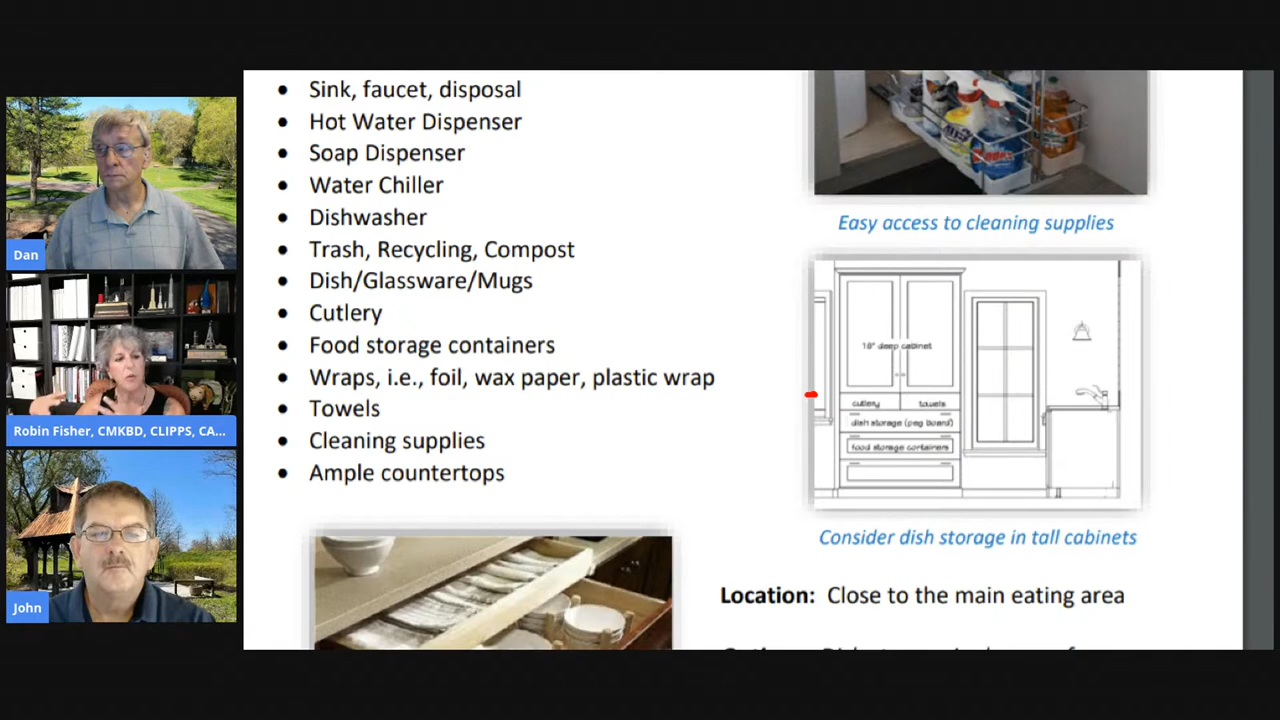 Dan
Robin Fisher, CMKBD, CLIPPS, CA...
John
• Sink, faucet, disposal
• Hot Water Dispenser
• Soap Dispenser
• Water Chiller
• Dishwasher
• Trash, Recycling, Compost
• Dish/Glassware/Mugs
• Cutlery
• Food storage containers
• Wraps, i.e., foil, wax paper, plastic wrap
• Towels
• Cleaning supplies
• Ample countertops
Easy access to cleaning supplies
18" deep cabinet
cutlery towels
dish storage (peg board)
food storage containers
Consider dish storage in tall cabinets
Location: Close to the main eating area